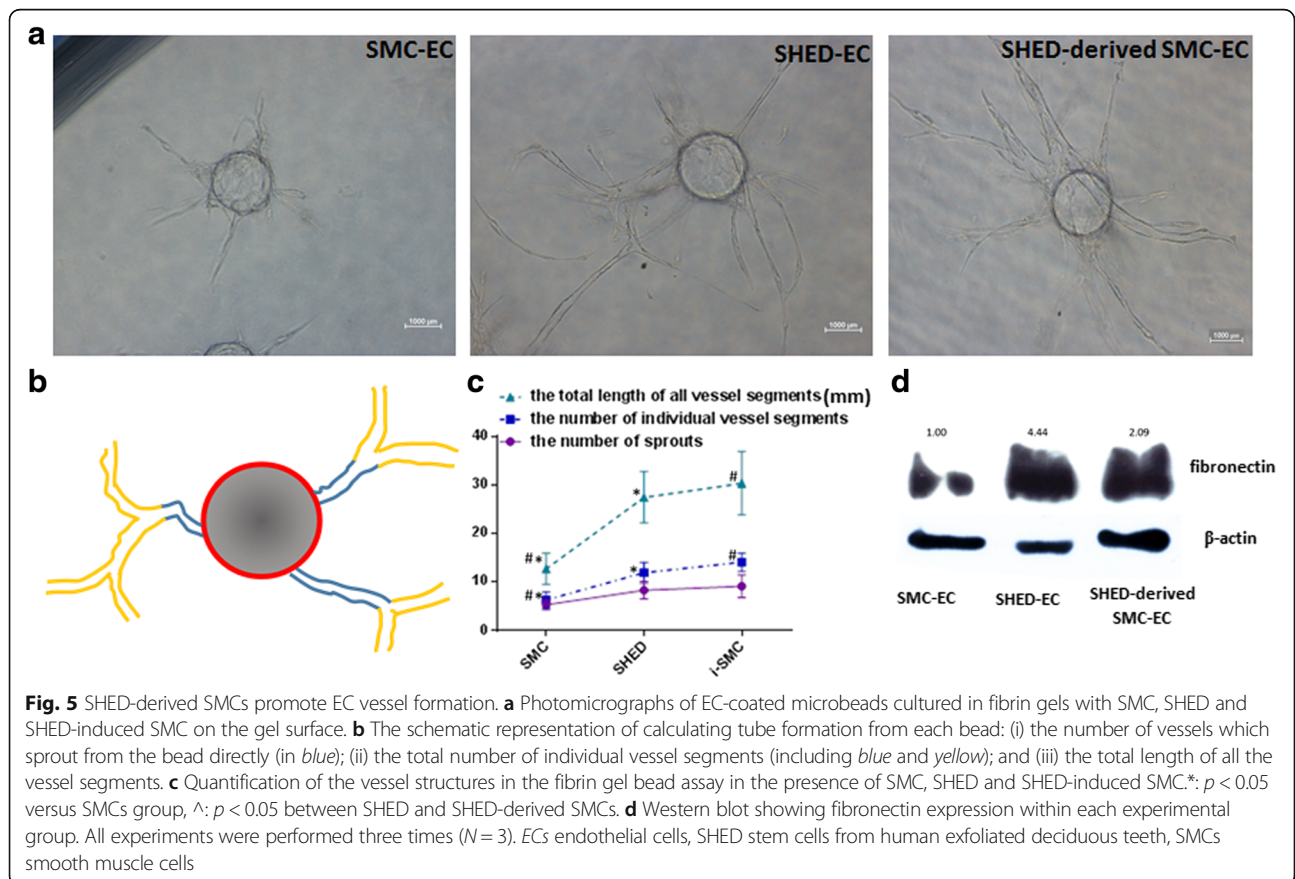 a
SMC-EC
SHED-EC
SHED-derived SMC-EC
1000 µm
1000 µm
1000 µm
b
c
the total length of all vessel segments(mm)
the number of individual vessel segments
the number of sprouts
40
30
20
10
0
#*
*
#
#*
*
#
SMC
SHED
i-SMC
d
1.00
4.44
2.09
fibronectin
β-actin
SMC-EC
SHED-EC
SHED-derived
SMC-EC
Fig. 5 SHED-derived SMCs promote EC vessel formation. a Photomicrographs of EC-coated microbeads cultured in fibrin gels with SMC, SHED and
SHED-induced SMC on the gel surface. b The schematic representation of calculating tube formation from each bead: (i) the number of vessels which
sprout from the bead directly (in blue); (ii) the total number of individual vessel segments (including blue and yellow); and (iii) the total length of all the
vessel segments. c Quantification of the vessel structures in the fibrin gel bead assay in the presence of SMC, SHED and SHED-induced SMC.*: p < 0.05
versus SMCs group, ^: p < 0.05 between SHED and SHED-derived SMCs. d Western blot showing fibronectin expression within each experimental
group. All experiments were performed three times (N = 3). ECs endothelial cells, SHED stem cells from human exfoliated deciduous teeth, SMCs
smooth muscle cells